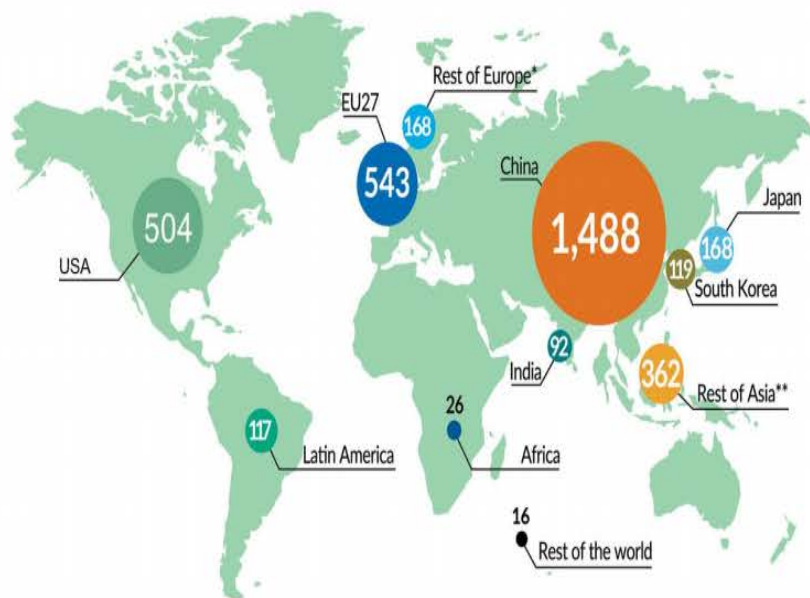 Rest of Europe*
EU27
168
543
China
1,488
Japan
168
504
USA
119
South Korea
92
India
362
Rest of Asia**
26
117
Latin America
Africa
16
Rest of the world